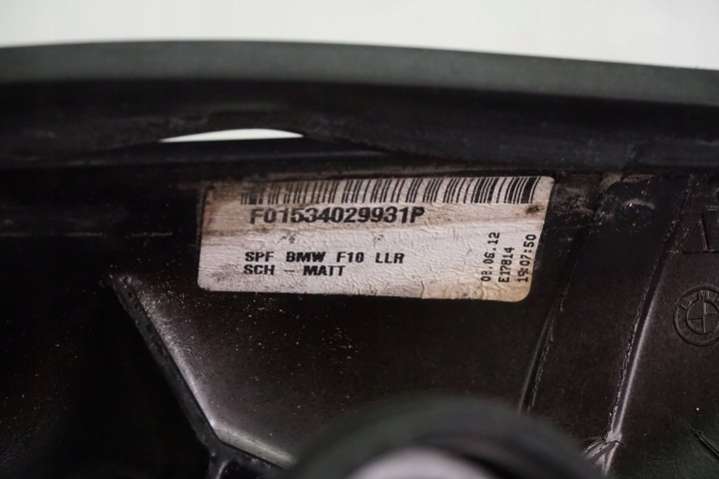 F01534029931P
SPF BMW F10 LLR
SCH - MATT
08.06.12
E17814
19:07:50